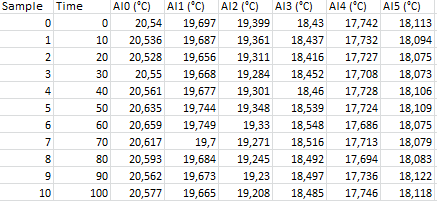 Sample Time AI0 (°C) AI1 (°C) AI2 (°C) AI3 (°C) AI4 (°C) AI5 (°C)
0 0 20,54 19,697 19,399 18,43 17,742 18,113
1 10 20,536 19,687 19,361 18,437 17,732 18,094
2 20 20,528 19,656 19,311 18,416 17,727 18,075
3 30 20,55 19,668 19,284 18,452 17,708 18,073
4 40 20,561 19,677 19,301 18,46 17,728 18,106
5 50 20,635 19,744 19,348 18,539 17,724 18,109
6 60 20,659 19,749 19,33 18,548 17,686 18,075
7 70 20,617 19,7 19,271 18,516 17,713 18,079
8 80 20,593 19,684 19,245 18,492 17,694 18,083
9 90 20,562 19,673 19,23 18,497 17,736 18,122
10 100 20,577 19,665 19,208 18,485 17,746 18,118